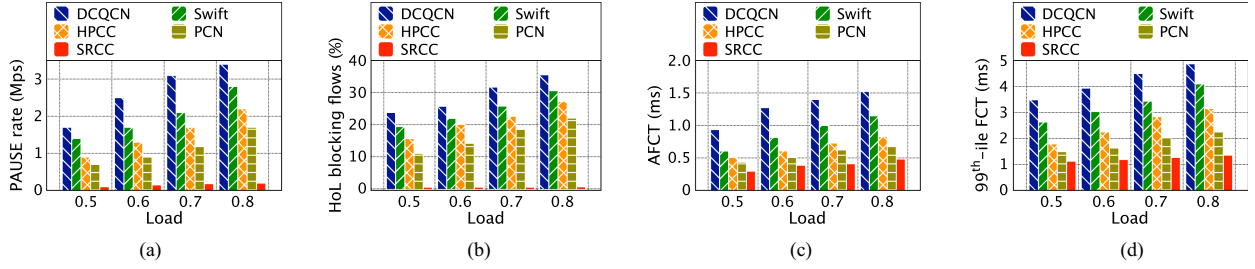 DCQCN Swift
HPCC PCN
SRCC
PAUSE rate (Mps)
3
2
1
0
0.5 0.6 0.7 0.8
Load
(a)
DCQCN Swift
HPCC PCN
SRCC
HoL blocking flows (%)
40
30
20
10
0
0.5 0.6 0.7 0.8
Load
(b)
DCQCN Swift
HPCC PCN
SRCC
AFCT (ms)
2.0
1.5
1.0
0.5
0
0.5 0.6 0.7 0.8
Load
(c)
DCQCN Swift
HPCC PCN
SRCC
99th-ile FCT (ms)
5
4
3
2
1
0
0.5 0.6 0.7 0.8
Load
(d)